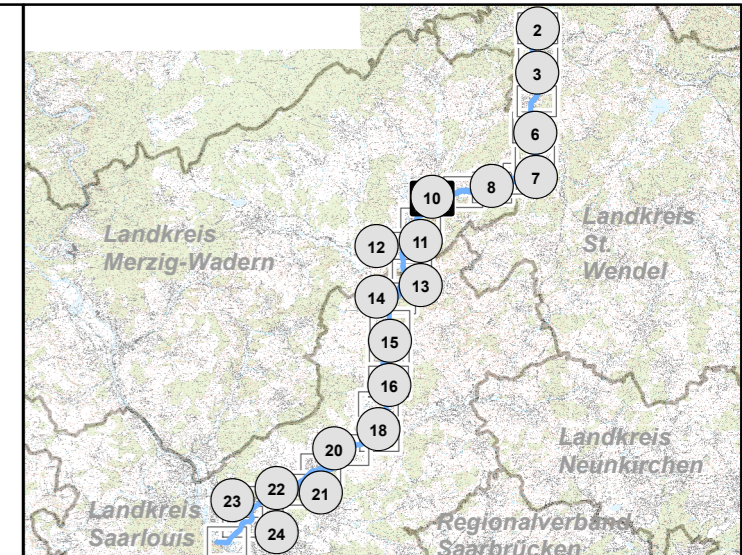 2
3
6
7
8
10
Landkreis
Merzig-Wadern
Landkreis
St.
Wendel
11
12
13
14
15
16
18
20
Landkreis
Neunkirchen
21
22
23
24
Landkreis
Saarlouis
Regionalverband
Saarbrücken